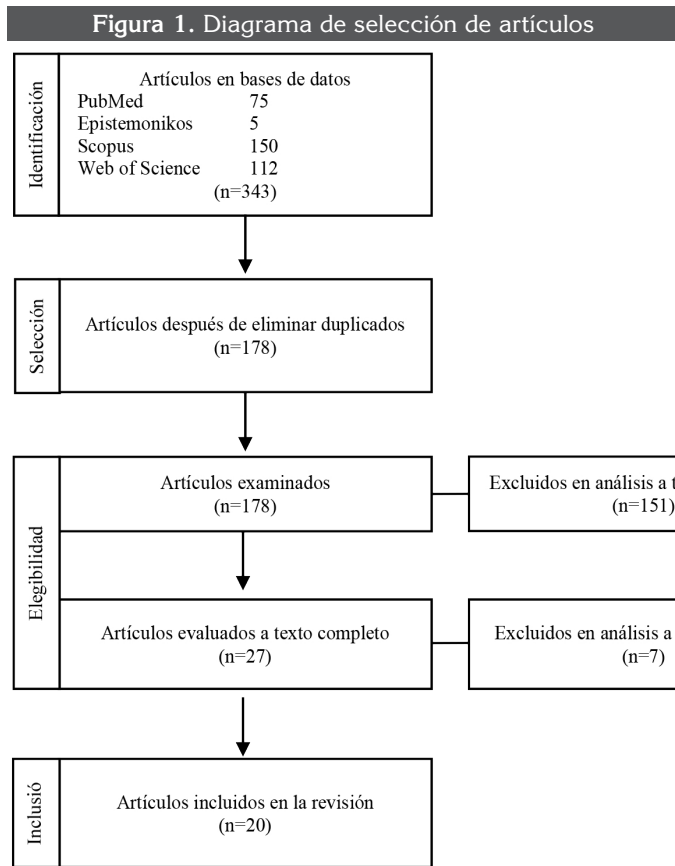 Figura 1. Diagrama de selección de artículos
Identificación
Artículos en bases de datos
PubMed 75
Epistemonikos 5
Scopus 150
Web of Science 112
(n=343)
Selección
Artículos después de eliminar duplicados
(n=178)
Elegibilidad
Artículos examinados
(n=178)
Excluidos en análisis a t
(n=151)
Artículos evaluados a texto completo
(n=27)
Excluidos en análisis a
(n=7)
Inclusió
Artículos incluidos en la revisión
(n=20)